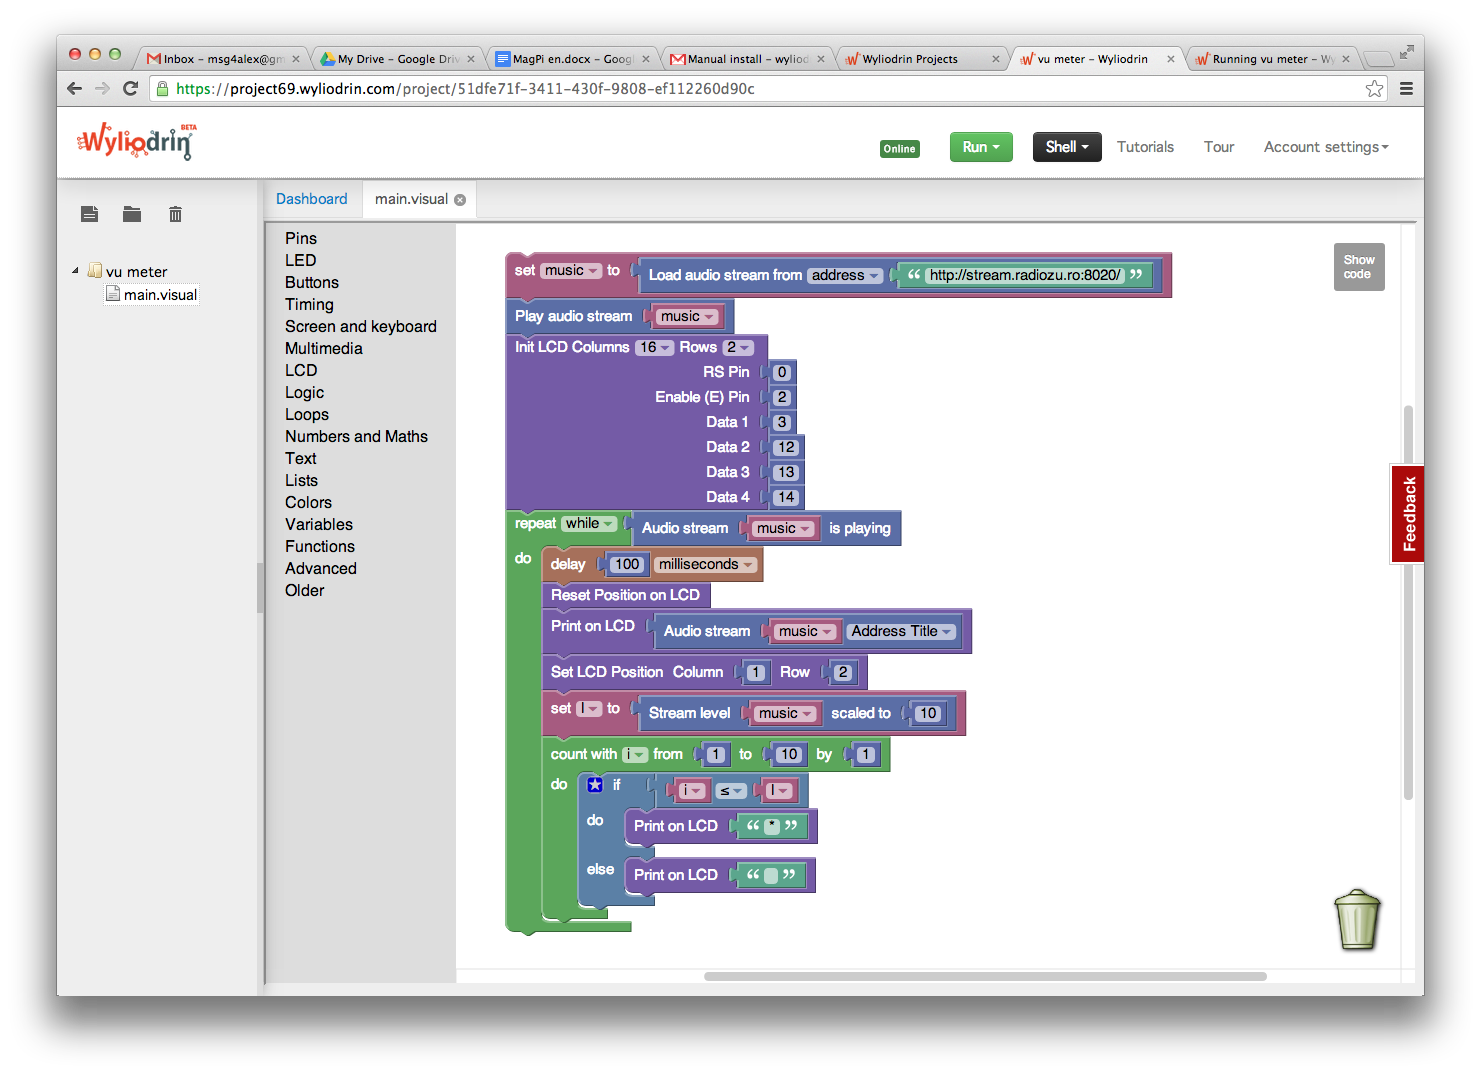 Inbox – msg4alex@gm
My Drive – Google Driv
MagPi en.docx – Goog
Manual install – wyliod
Wyliodrin Projects
vu meter – Wyliodrin
Running vu meter – W
https://project69.wyliodrin.com/project/51dfe71f-3411-430f-9808-ef112260d90c
Wyliodrin BETA
Online
Run
Shell
Tutorials
Tour
Account settings
Dashboard
main.visual
vu meter
main.visual
Pins
LED
Buttons
Timing
Screen and keyboard
Multimedia
LCD
Logic
Loops
Numbers and Maths
Text
Lists
Colors
Variables
Functions
Advanced
Older
set music to Load audio stream from address “ http://stream.radiozu.ro:8020/ ”
Play audio stream music
Init LCD Columns 16 Rows 2
RS Pin 0
Enable (E) Pin 2
Data 1 3
Data 2 12
Data 3 13
Data 4 14
repeat while Audio stream music is playing
do delay 100 milliseconds
Reset Position on LCD
Print on LCD Audio stream music Address Title
Set LCD Position Column 1 Row 2
set l to Stream level music scaled to 10
count with i from 1 to 10 by 1
do if i ≤ l
do Print on LCD “ * ”
else Print on LCD “ ”
Show
code
Feedback